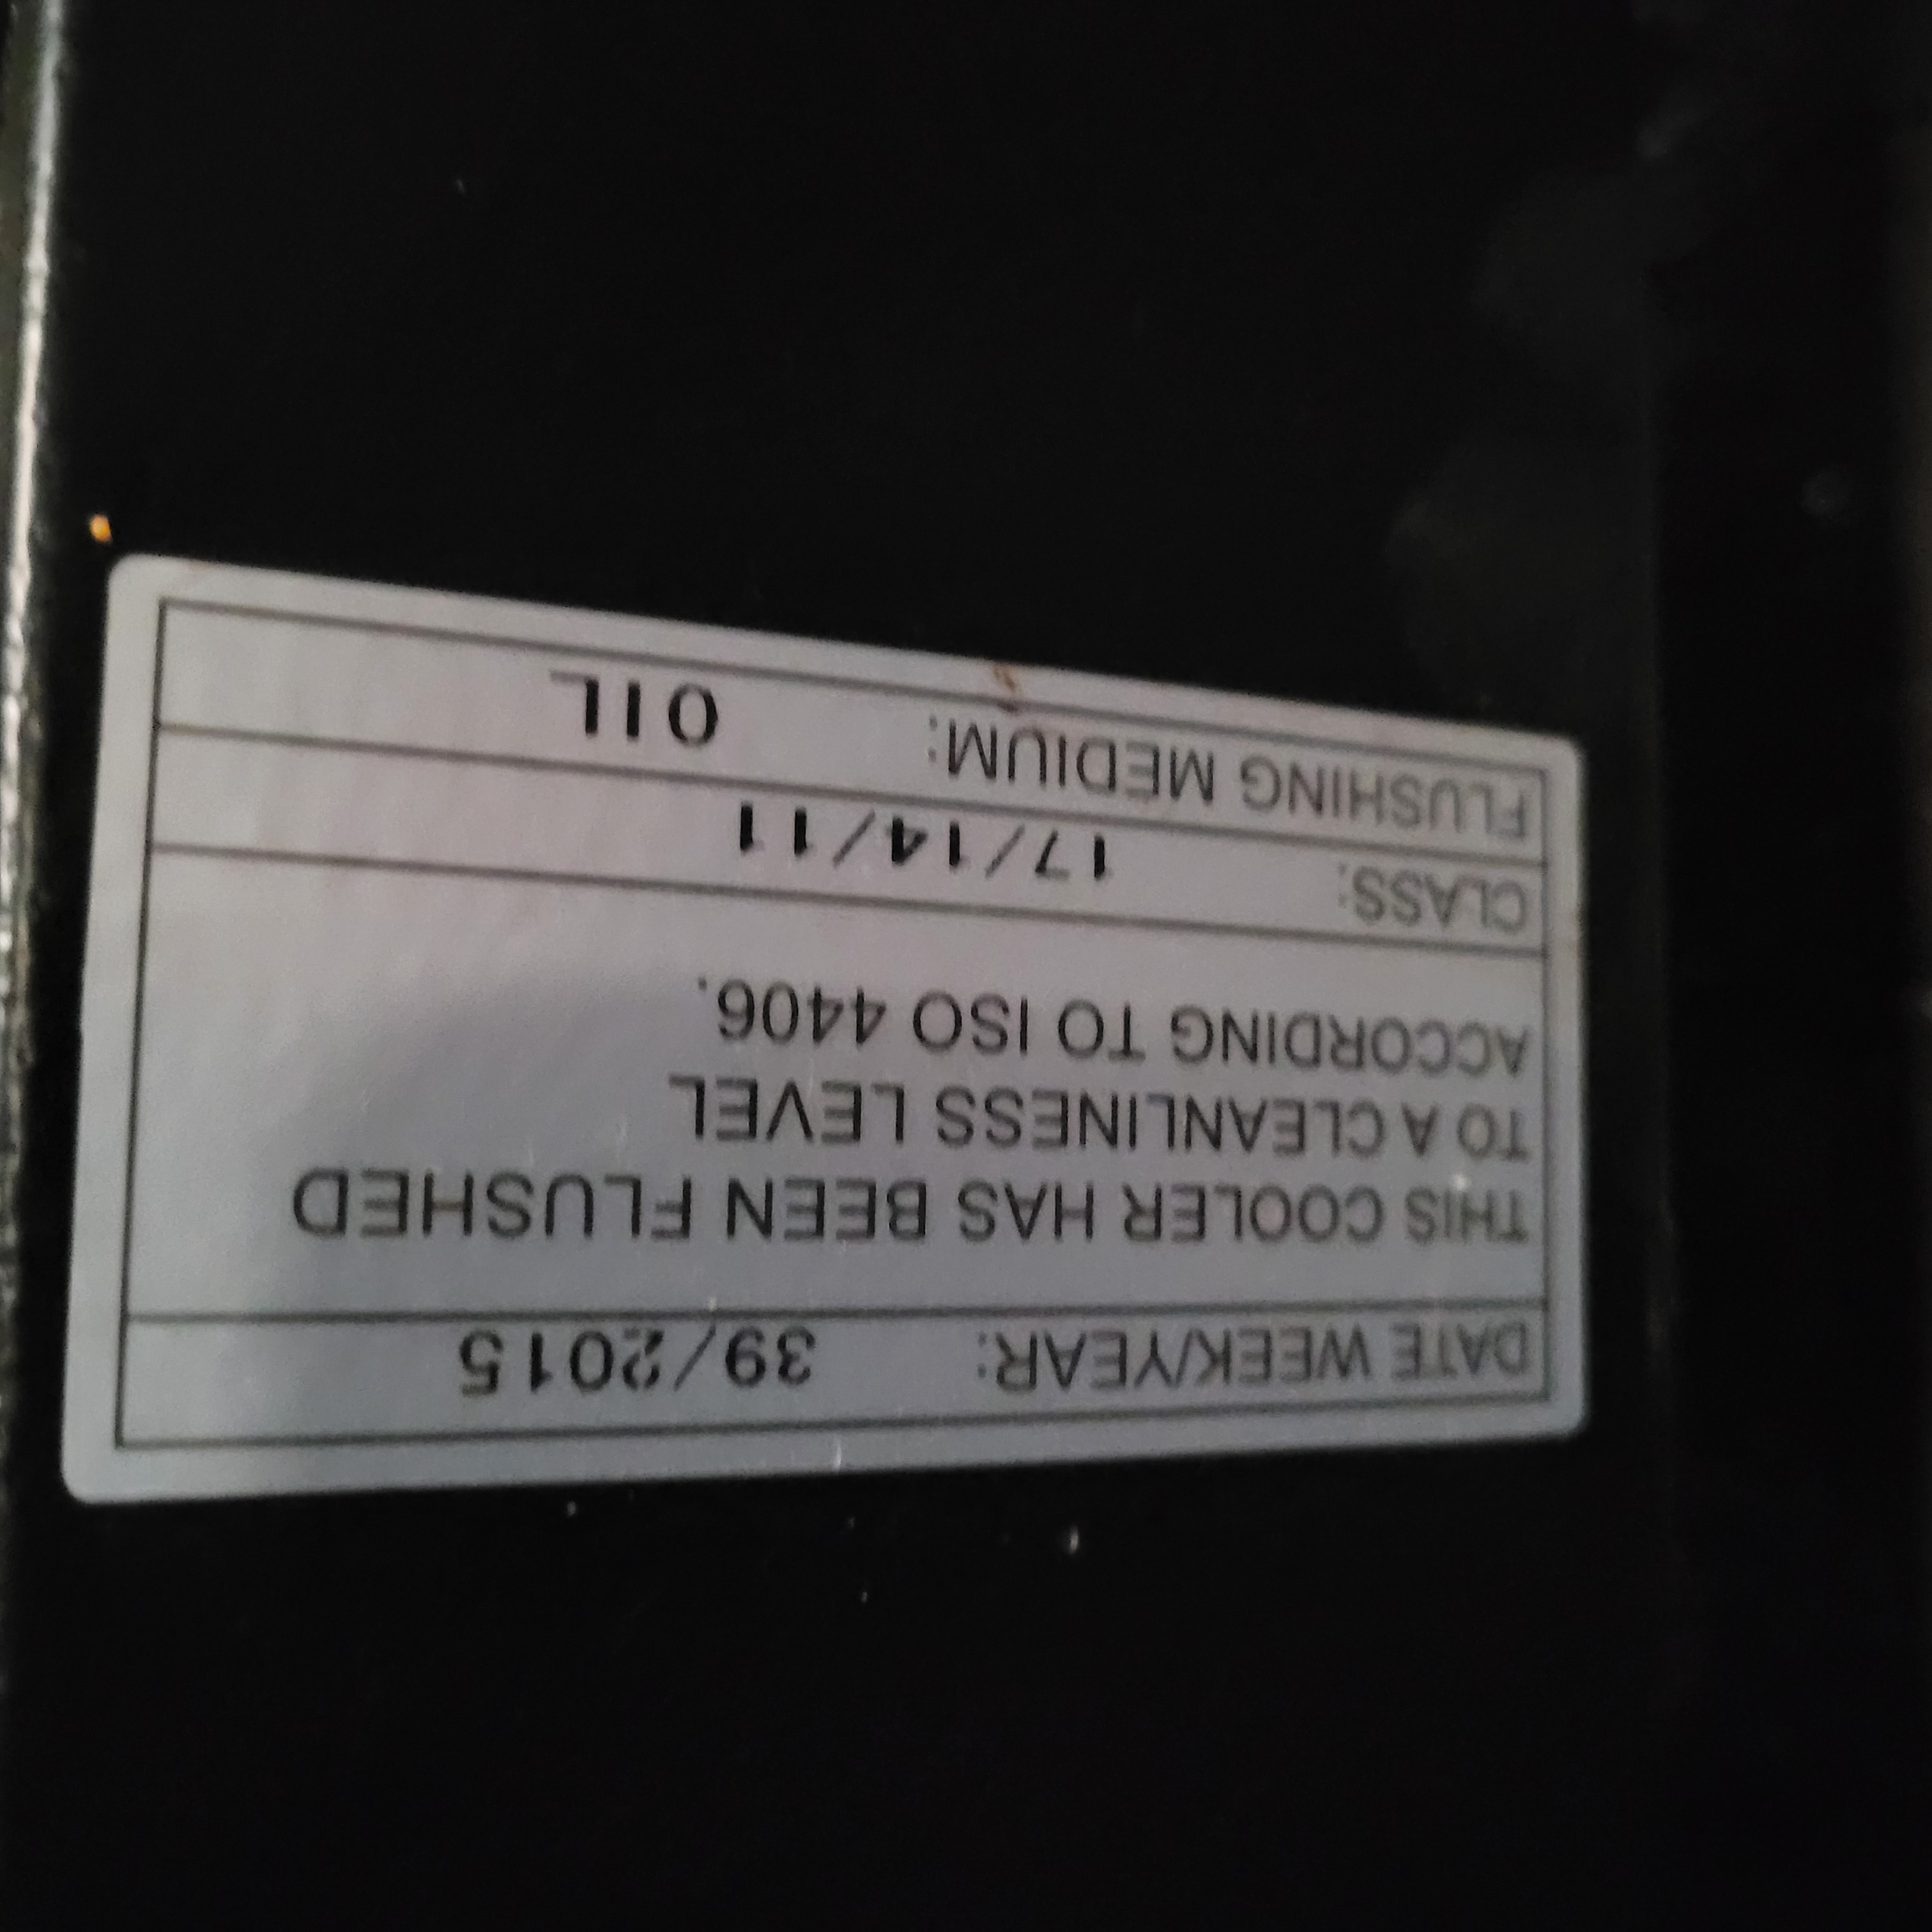 DATE WEEK/YEAR: 39/2015
THIS COOLER HAS BEEN FLUSHED
TO A CLEANLINESS LEVEL
ACCORDING TO ISO 4406.
CLASS: 17/14/11
FLUSHING MEDIUM: OIL